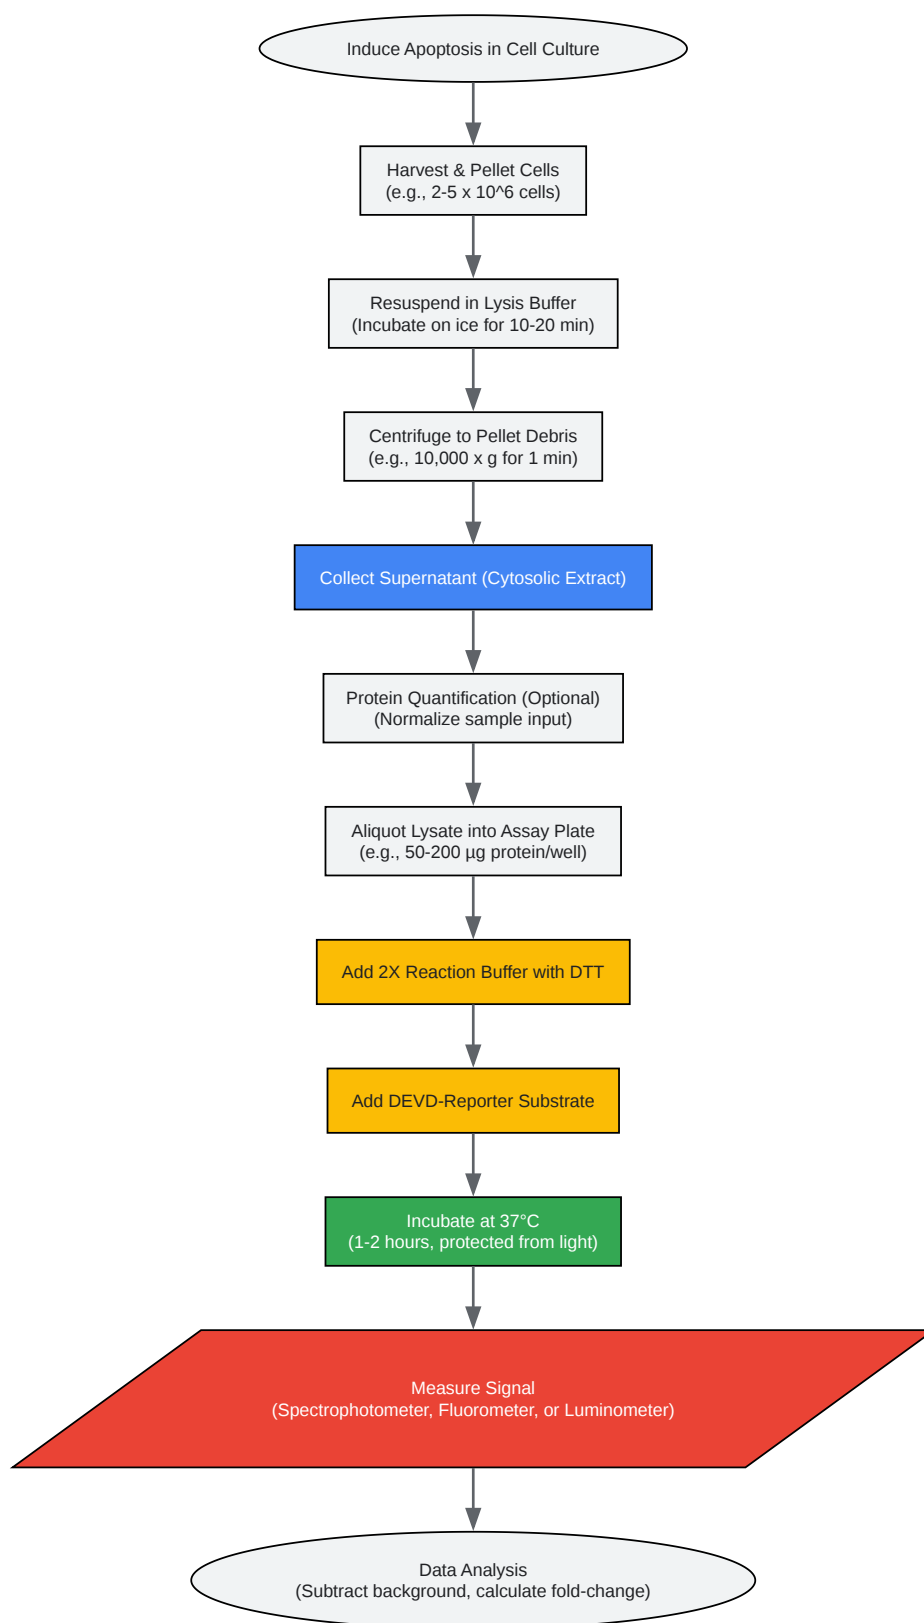 Induce Apoptosis in Cell Culture
Harvest & Pellet Cells
(e.g., 2-5 x 10^6 cells)
Resuspend in Lysis Buffer
(Incubate on ice for 10-20 min)
Centrifuge to Pellet Debris
(e.g., 10,000 x g for 1 min)
Collect Supernatant (Cytosolic Extract)
Protein Quantification (Optional)
(Normalize sample input)
Aliquot Lysate into Assay Plate
(e.g., 50-200 µg protein/well)
Add 2X Reaction Buffer with DTT
Add DEVD-Reporter Substrate
Incubate at 37°C
(1-2 hours, protected from light)
Measure Signal
(Spectrophotometer, Fluorometer, or Luminometer)
Data Analysis
(Subtract background, calculate fold-change)